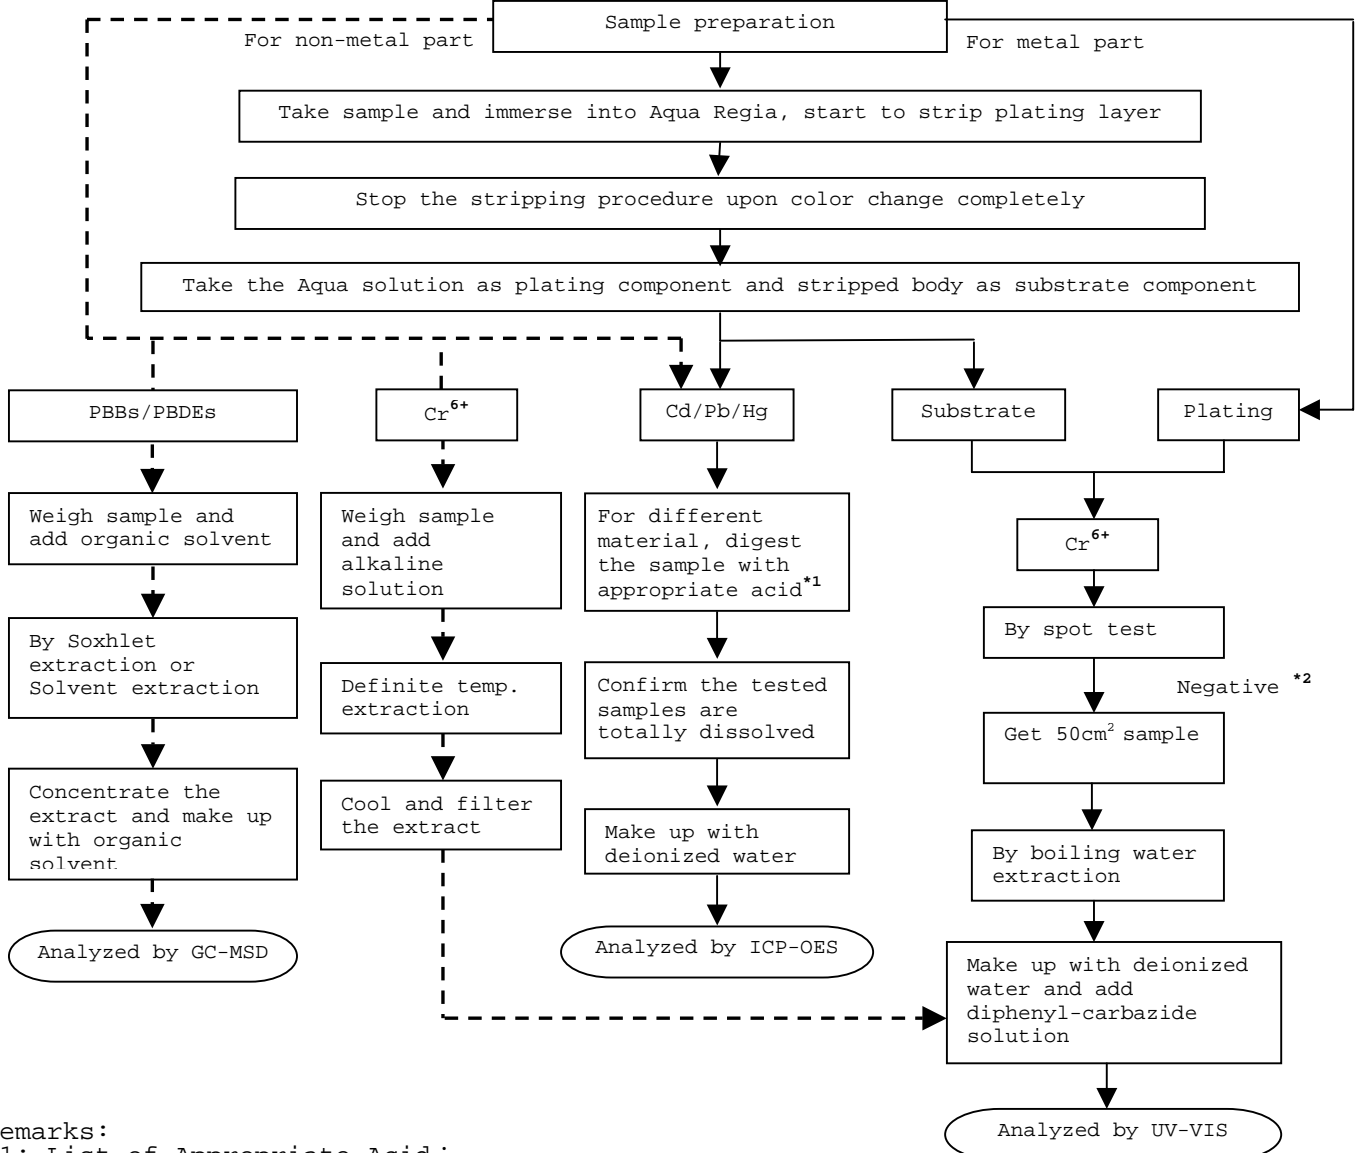 Sample preparation
For non-metal part
For metal part
Take sample and immerse into Aqua Regia, start to strip plating layer
Stop the stripping procedure upon color change completely
Take the Aqua solution as plating component and stripped body as substrate component
PBBs/PBDEs
Cr6+
Cd/Pb/Hg
Substrate
Plating
Weigh sample and
add organic solvent
By Soxhlet
extraction or
Solvent extraction
Concentrate the
extract and make up
with organic
solvent
Analyzed by GC-MSD
Weigh sample
and add
alkaline
solution
Definite temp.
extraction
Cool and filter
the extract
For different
material, digest
the sample with
appropriate acid*1
Confirm the tested
samples are
totally dissolved
Make up with
deionized water
Analyzed by ICP-OES
Cr6+
By spot test
Negative *2
Get 50cm2 sample
By boiling water
extraction
Make up with deionized
water and add
diphenyl-carbazide
solution
Analyzed by UV-VIS
emarks:
1: List of Appropriate Acid: